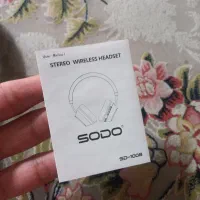 User Manual
STEREO WIRELESS HEADSET
SODO
SD-1008